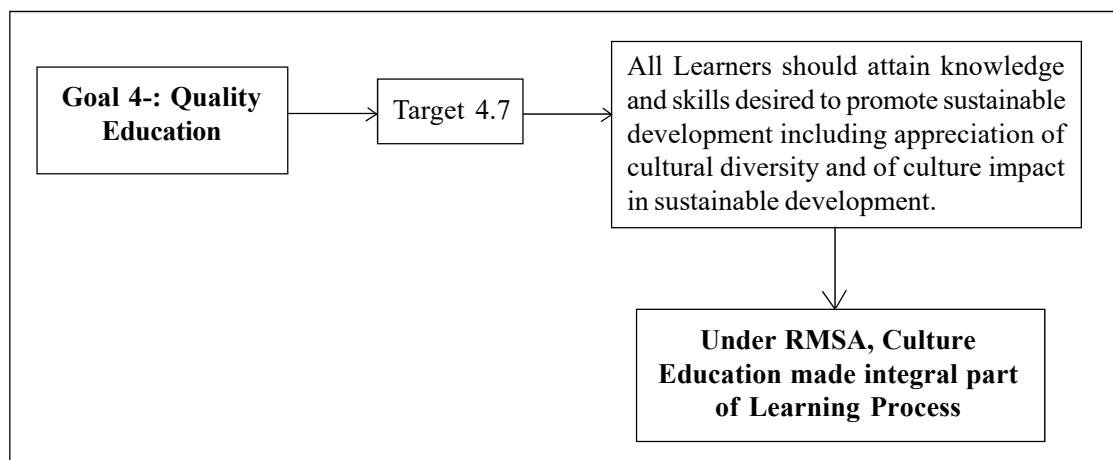 Goal 4-: Quality
Education
Target 4.7
All Learners should attain knowledge
and skills desired to promote sustainable
development including appreciation of
cultural diversity and of culture impact
in sustainable development.
Under RMSA, Culture
Education made integral part
of Learning Process